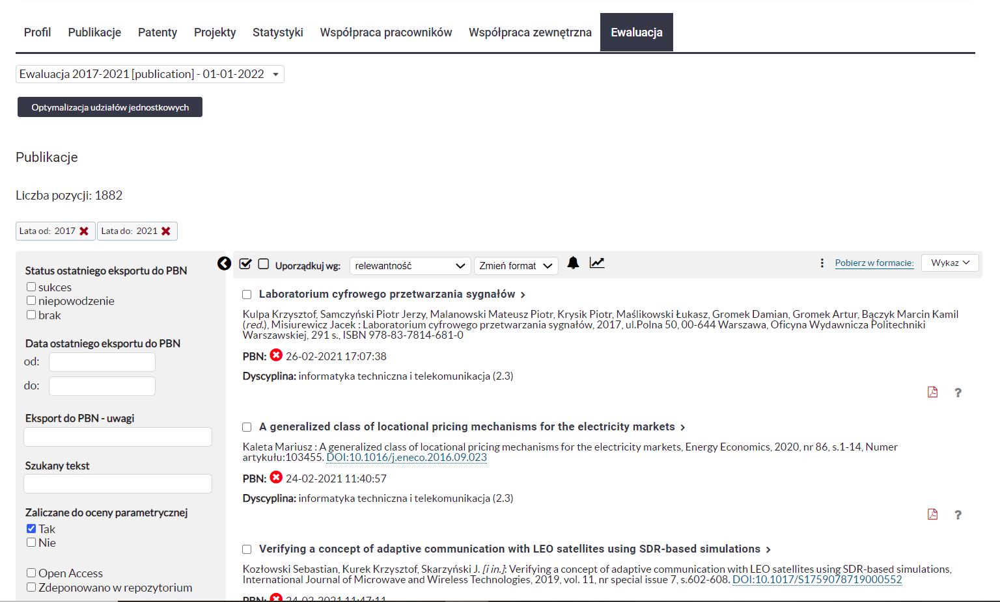 Profil Publikacje Patenty Projekty Statystyki Współpraca pracowników Współpraca zewnętrzna Ewaluacja
Ewaluacja 2017-2021 [publication] - 01-01-2022
Optymalizacja udziałów jednostkowych
Publikacje
Liczba pozycji: 1882
Lata od: 2017 Lata do: 2021
Status ostatniego eksportu do PBN
sukces
niepowodzenie
brak
Data ostatniego eksportu do PBN
od:
do:
Eksport do PBN - uwagi
Szukany tekst
Zaliczane do oceny parametrycznej
Tak
Nie
Open Access
Zdeponowano w repozytorium
Uporządkuj wg: relewantność Zmień format Pobierz w formacie: Wykaz
Laboratorium cyfrowego przetwarzania sygnałów
Kulpa Krzysztof, Samczyński Piotr Jerzy, Malanowski Mateusz Piotr, Krysik Piotr, Maślikowski Łukasz, Gromek Damian, Gromek Artur, Bączyk Marcin Kamil
(red.), Misiurewicz Jacek : Laboratorium cyfrowego przetwarzania sygnałów, 2017, ul.Polna 50, 00-644 Warszawa, Oficyna Wydawnicza Politechniki
Warszawskiej, 291 s., ISBN 978-83-7814-681-0
PBN: 26-02-2021 17:07:38
Dyscyplina: informatyka techniczna i telekomunikacja (2.3)
?
A generalized class of locational pricing mechanisms for the electricity markets
Kaleta Mariusz : A generalized class of locational pricing mechanisms for the electricity markets, Energy Economics, 2020, nr 86, s.1-14, Numer
artykułu:103455. DOI:10.1016/j.eneco.2016.09.023
PBN: 24-02-2021 11:40:57
Dyscyplina: informatyka techniczna i telekomunikacja (2.3)
?
Verifying a concept of adaptive communication with LEO satellites using SDR-based simulations
Kozłowski Sebastian, Kurek Krzysztof, Skarzyński J. [i in.]: Verifying a concept of adaptive communication with LEO satellites using SDR-based simulations,
International Journal of Microwave and Wireless Technologies, 2019, vol. 11, nr special issue 7, s.602-608. DOI:10.1017/S1759078719000552
PBN: 24-02-2021 11:47:11